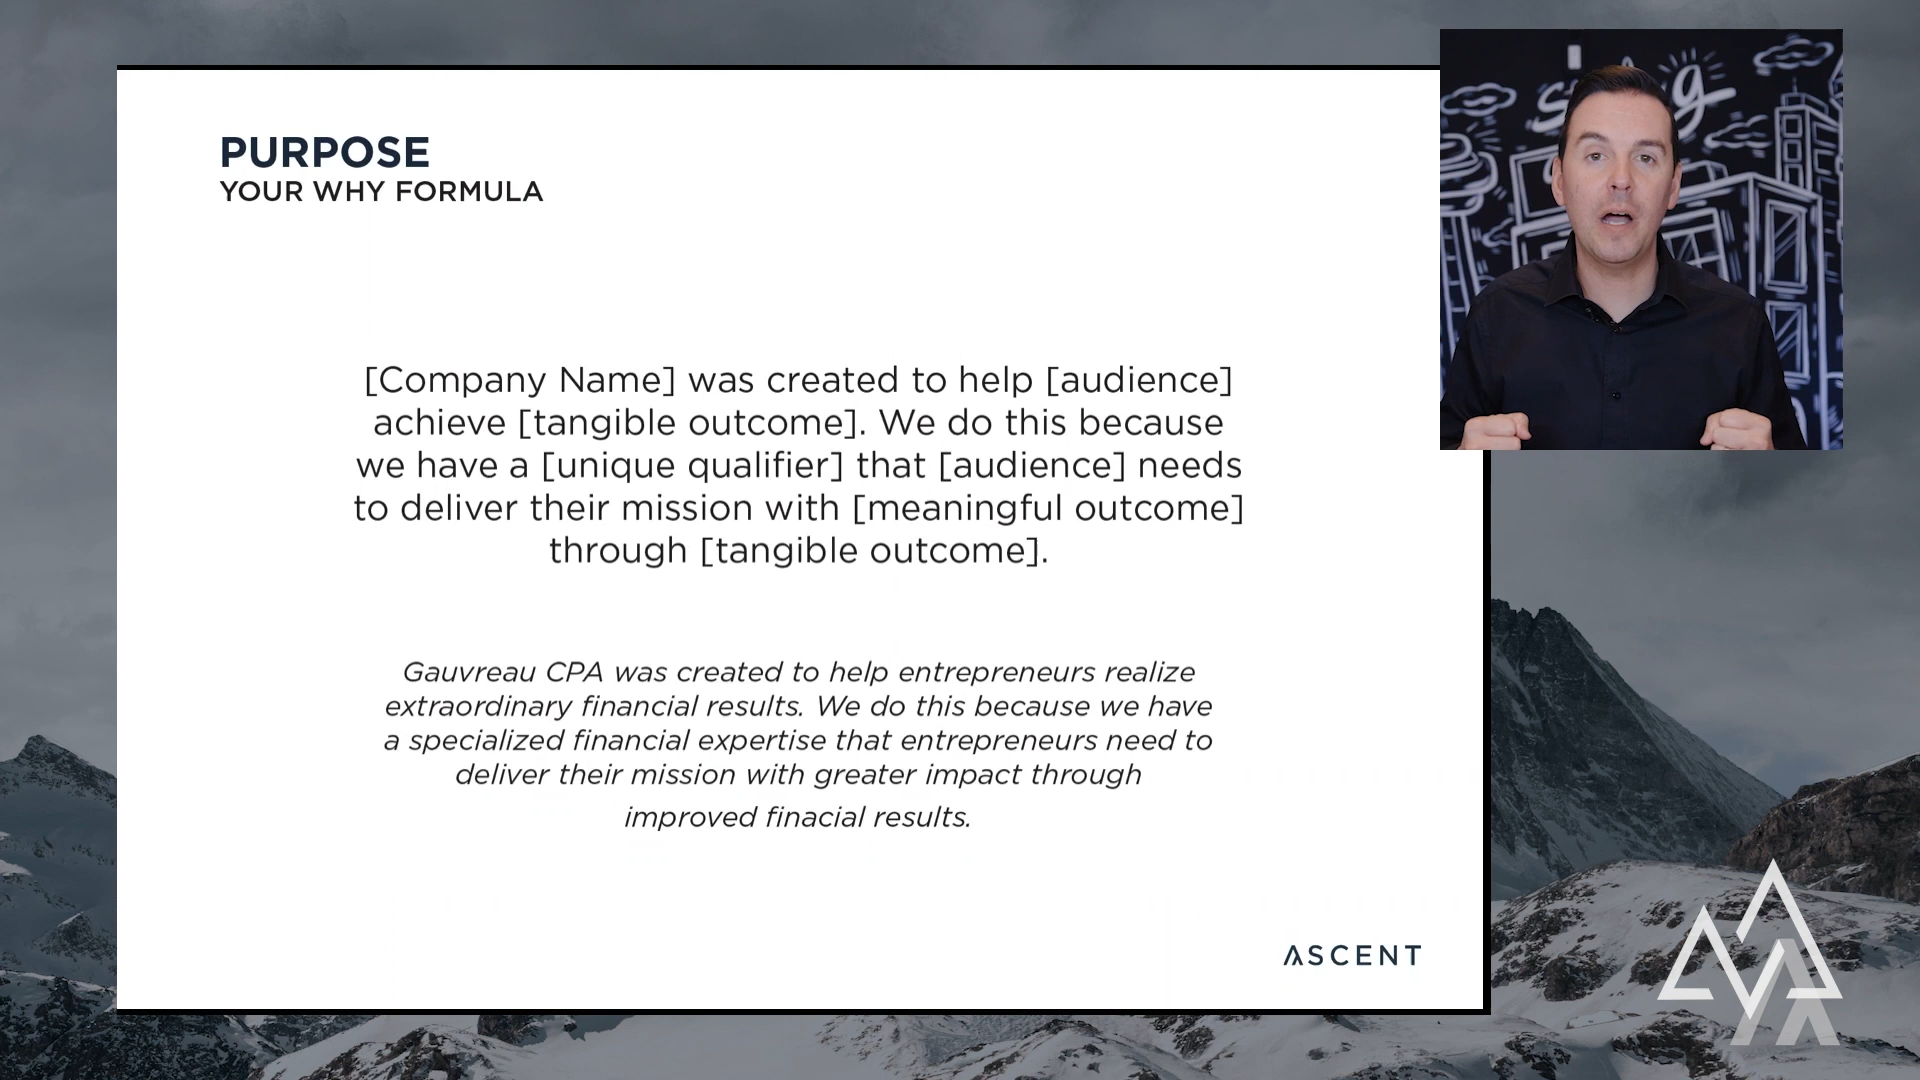 PURPOSE
YOUR WHY FORMULA
[Company Name] was created to help [audience]
achieve [tangible outcome]. We do this because
we have a [unique qualifier] that [audience] needs
to deliver their mission with [meaningful outcome]
through [tangible outcome].
Gauvreau CPA was created to help entrepreneurs realize
extraordinary financial results. We do this because we have
a specialized financial expertise that entrepreneurs need to
deliver their mission with greater impact through
improved finacial results.
ASCENT